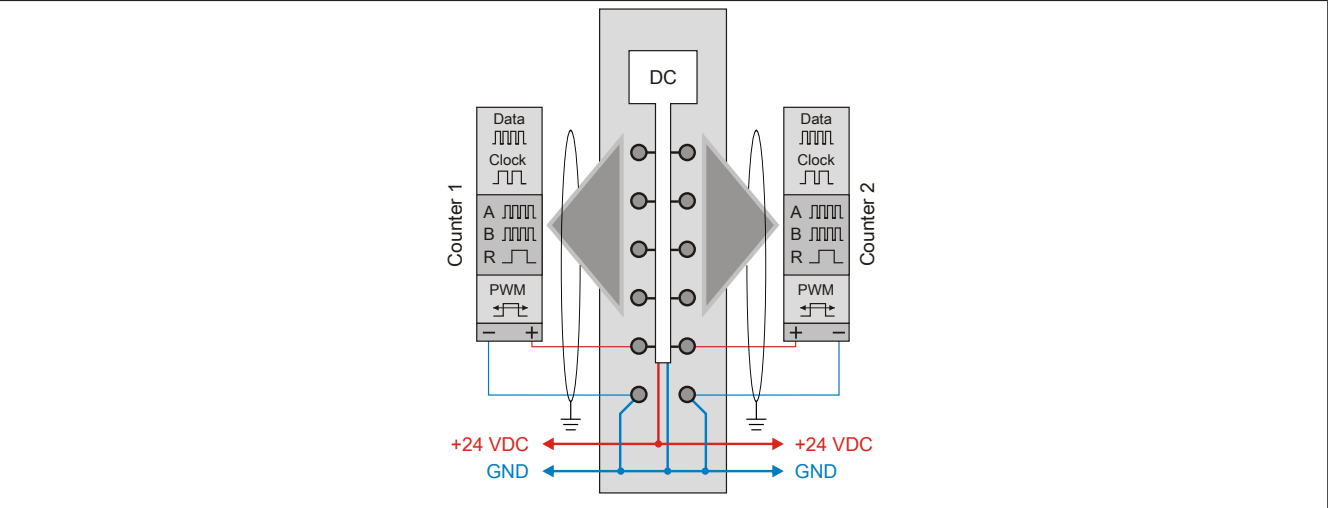 DC
Counter 1
Data
Clock
A
B
R
PWM
− +
Counter 2
Data
Clock
A
B
R
PWM
+ −
+24 VDC
+24 VDC
GND
GND